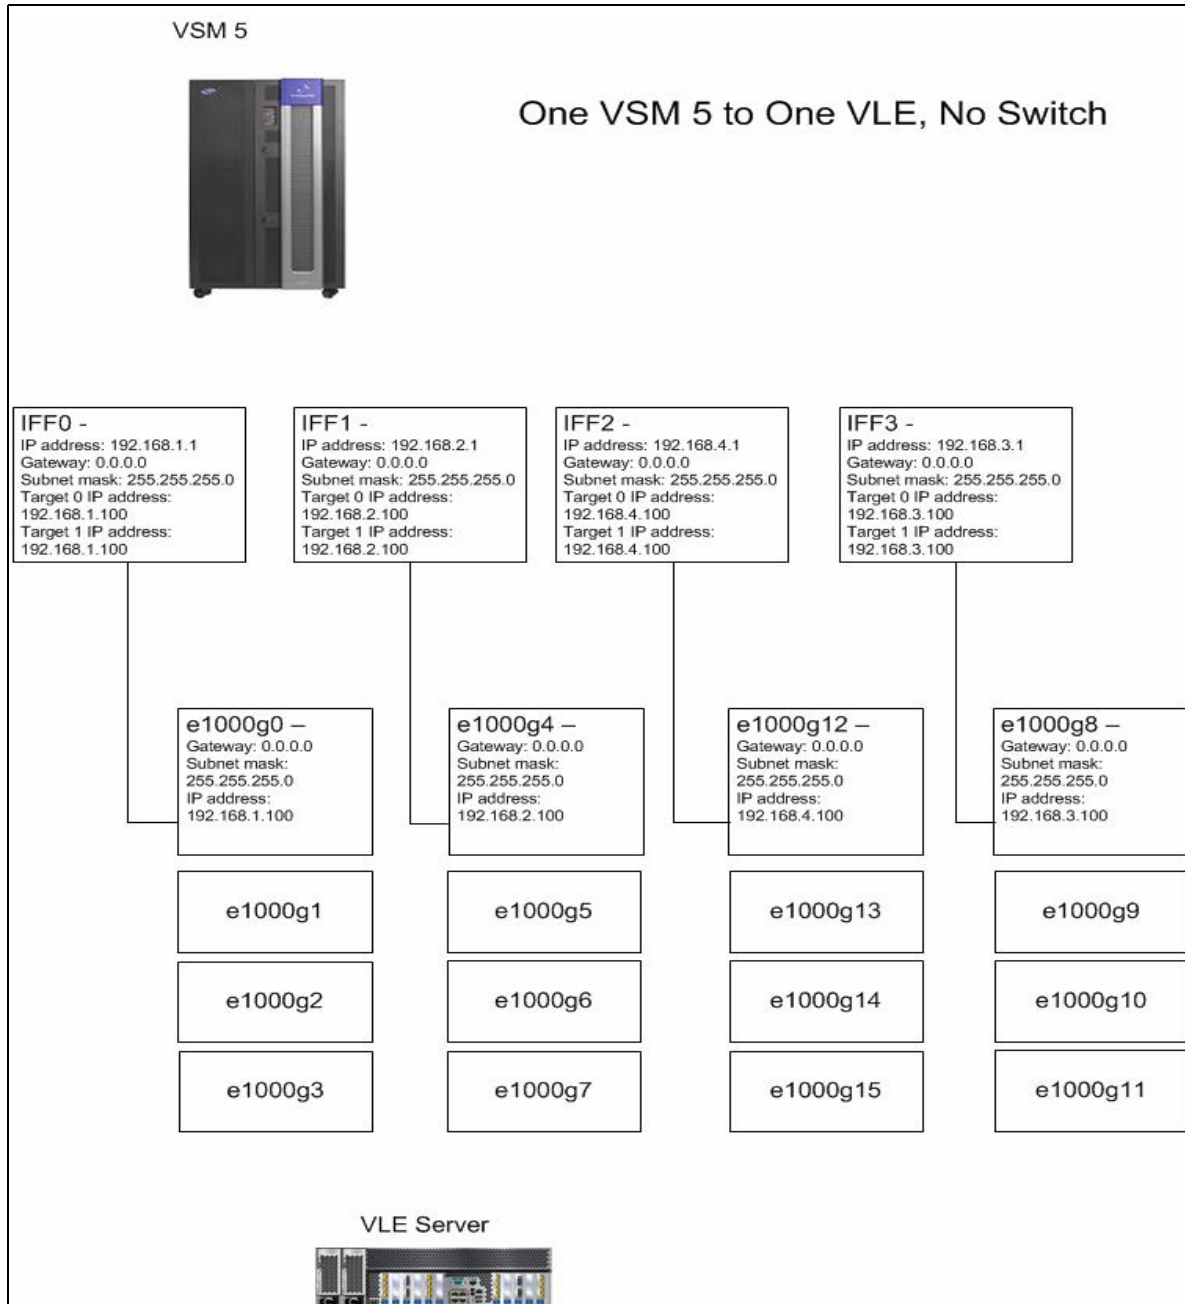 VSM 5
One VSM 5 to One VLE, No Switch
IFF0 -
IP address: 192.168.1.1
Gateway: 0.0.0.0
Subnet mask: 255.255.255.0
Target 0 IP address:
192.168.1.100
Target 1 IP address:
192.168.1.100
IFF1 -
IP address: 192.168.2.1
Gateway: 0.0.0.0
Subnet mask: 255.255.255.0
Target 0 IP address:
192.168.2.100
Target 1 IP address:
192.168.2.100
IFF2 -
IP address: 192.168.4.1
Gateway: 0.0.0.0
Subnet mask: 255.255.255.0
Target 0 IP address:
192.168.4.100
Target 1 IP address:
192.168.4.100
IFF3 -
IP address: 192.168.3.1
Gateway: 0.0.0.0
Subnet mask: 255.255.255.0
Target 0 IP address:
192.168.3.100
Target 1 IP address:
192.168.3.100
e1000g0 –
Gateway: 0.0.0.0
Subnet mask:
255.255.255.0
IP address:
192.168.1.100
e1000g4 –
Gateway: 0.0.0.0
Subnet mask:
255.255.255.0
IP address:
192.168.2.100
e1000g12 –
Gateway: 0.0.0.0
Subnet mask:
255.255.255.0
IP address:
192.168.4.100
e1000g8 –
Gateway: 0.0.0.0
Subnet mask:
255.255.255.0
IP address:
192.168.3.100
e1000g1
e1000g5
e1000g13
e1000g9
e1000g2
e1000g6
e1000g14
e1000g10
e1000g3
e1000g7
e1000g15
e1000g11
VLE Server